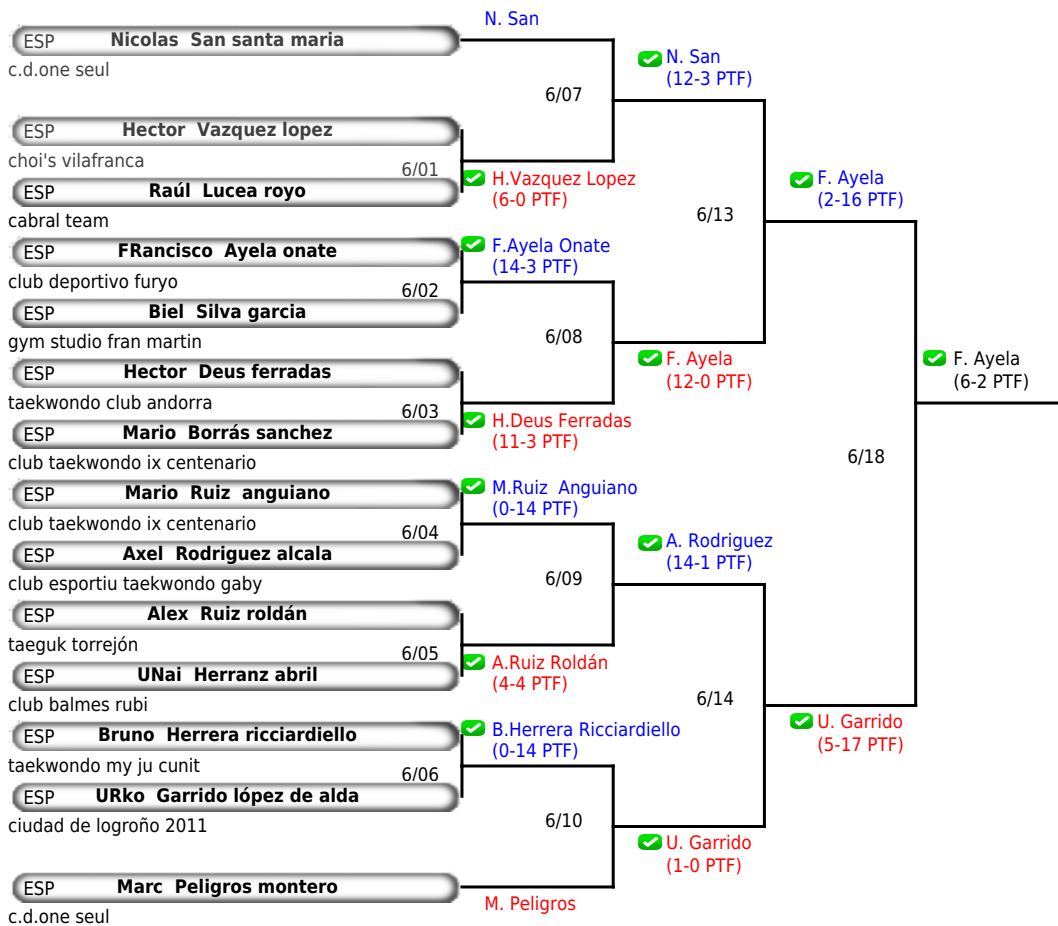 N. San
ESP Nicolas San santa maria
c.d.one seul
N. San
(12-3 PTF)
6/07
ESP Hector Vazquez lopez
choi's vilafranca
6/01
H.Vazquez Lopez
(6-0 PTF)
ESP Raúl Lucea royo
cabral team
F. Ayela
(2-16 PTF)
6/13
ESP FRancisco Ayela onate
F.Ayela Onate
(14-3 PTF)
club deportivo furyo
6/02
ESP Biel Silva garcia
gym studio fran martin
6/08
F. Ayela
(12-0 PTF)
F. Ayela
(6-2 PTF)
ESP Hector Deus ferradas
taekwondo club andorra
6/03
ESP Mario Borrás sanchez
H.Deus Ferradas
(11-3 PTF)
club taekwondo ix centenario
6/18
ESP Mario Ruiz anguiano
M.Ruiz Anguiano
(0-14 PTF)
club taekwondo ix centenario
6/04
ESP Axel Rodriguez alcala
A. Rodriguez
(14-1 PTF)
club esportiu taekwondo gaby
6/09
ESP Alex Ruiz roldán
taeguk torrejón
6/05
ESP UNai Herranz abril
A.Ruiz Roldán
(4-4 PTF)
club balmes rubi
6/14
U. Garrido
(5-17 PTF)
ESP Bruno Herrera ricciardiello
B.Herrera Ricciardiello
(0-14 PTF)
taekwondo my ju cunit
6/06
ESP URko Garrido lópez de alda
ciudad de logroño 2011
6/10
U. Garrido
(1-0 PTF)
ESP Marc Peligros montero
M. Peligros
c.d.one seul